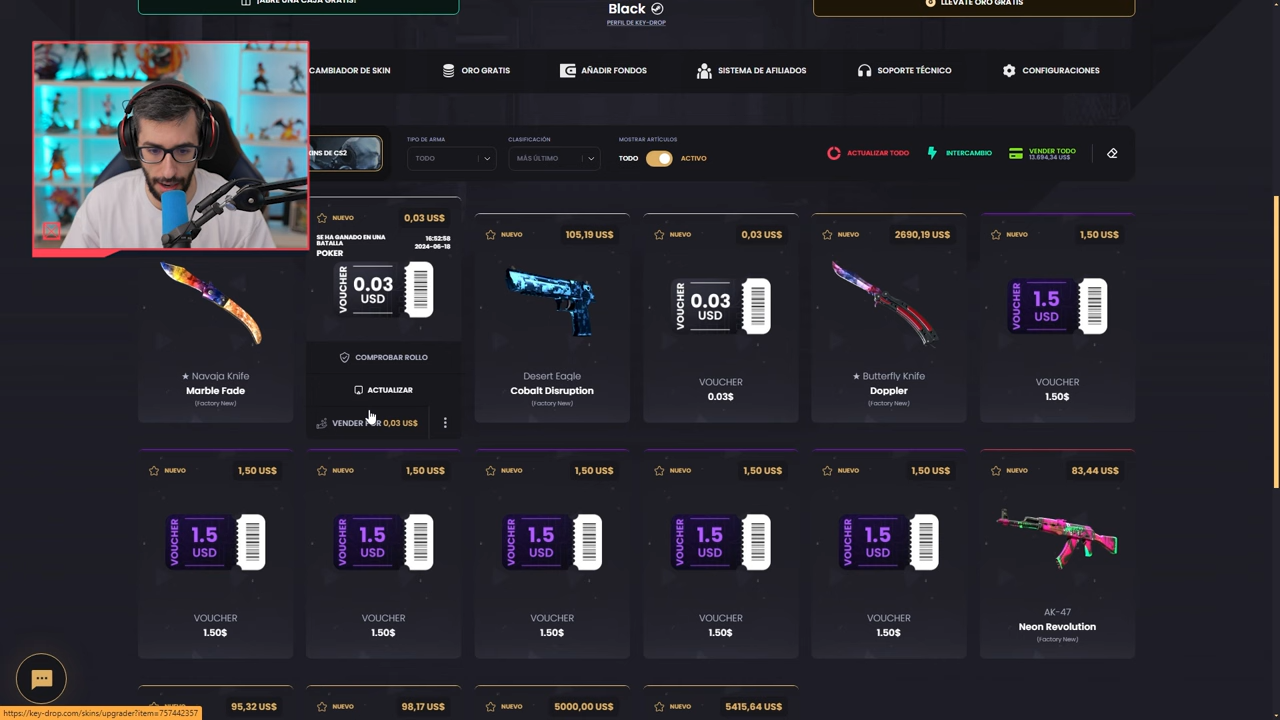 ¡ABRE UNA CAJA GRATIS!
Black
PERFIL DE KEY-DROP
LLÉVATE ORO GRATIS
CAMBIADOR DE SKIN
ORO GRATIS
AÑADIR FONDOS
SISTEMA DE AFILIADOS
SOPORTE TÉCNICO
CONFIGURACIONES
KINS DE CS2
TIPO DE ARMA
TODO
CLASIFICACIÓN
MÁS ÚLTIMO
MOSTRAR ARTÍCULOS
TODO
ACTIVO
ACTUALIZAR TODO
INTERCAMBIO
VENDER TODO
13.694,34 US$
★ Navaja Knife
Marble Fade
(Factory New)
NUEVO
0,03 US$
SE HA GANADO EN UNA BATALLA
POKER
16:52:58
2024-06-18
VOUCHER
0.03
USD
COMPROBAR ROLLO
ACTUALIZAR
VENDER POR 0,03 US$
NUEVO
105,19 US$
Desert Eagle
Cobalt Disruption
(Factory New)
NUEVO
0,03 US$
VOUCHER
0.03
USD
VOUCHER
0.03$
NUEVO
2690,19 US$
★ Butterfly Knife
Doppler
(Factory New)
NUEVO
1,50 US$
VOUCHER
1.5
USD
VOUCHER
1.50$
NUEVO
1,50 US$
VOUCHER
1.5
USD
VOUCHER
1.50$
NUEVO
1,50 US$
VOUCHER
1.5
USD
VOUCHER
1.50$
NUEVO
1,50 US$
VOUCHER
1.5
USD
VOUCHER
1.50$
NUEVO
1,50 US$
VOUCHER
1.5
USD
VOUCHER
1.50$
NUEVO
1,50 US$
VOUCHER
1.5
USD
VOUCHER
1.50$
NUEVO
83,44 US$
AK-47
Neon Revolution
(Factory New)
95,32 US$
NUEVO
98,17 US$
NUEVO
5000,00 US$
NUEVO
5415,64 US$
https://key-drop.com/skins/upgrader?item=757442357